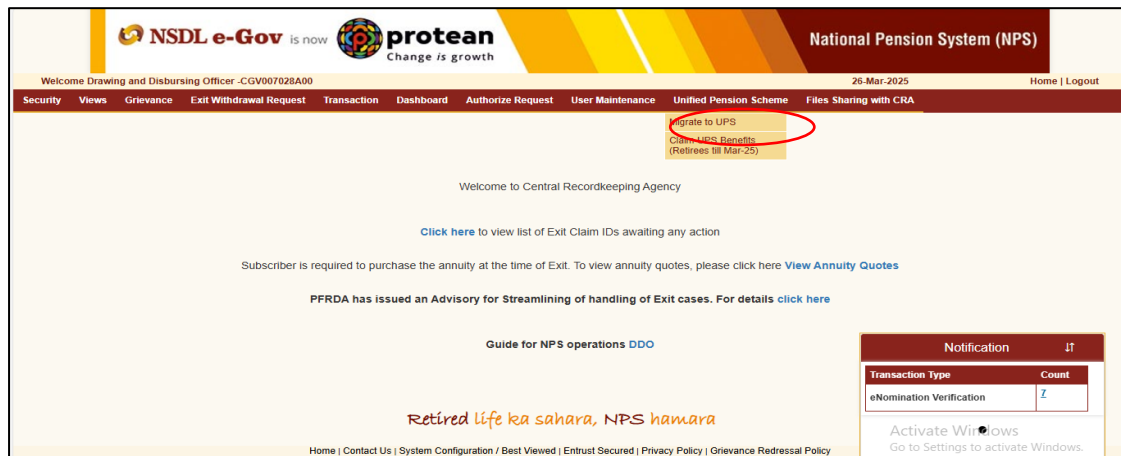 NSDL e-Gov is now protean
Change is growth
National Pension System (NPS)
Welcome Drawing and Disbursing Officer -CGV007028A00 26-Mar-2025 Home | Logout
Security Views Grievance Exit Withdrawal Request Transaction Dashboard Authorize Request User Maintenance Unified Pension Scheme Files Sharing with CRA
Migrate to UPS
Claim UPS Benefits
(Retirees till Mar-25)
Welcome to Central Recordkeeping Agency
Click here to view list of Exit Claim IDs awaiting any action
Subscriber is required to purchase the annuity at the time of Exit. To view annuity quotes, please click here View Annuity Quotes
PFRDA has issued an Advisory for Streamlining of handling of Exit cases. For details click here
Guide for NPS operations DDO
Notification
Transaction Type Count
eNomination Verification 7
Retired life ka sahara, NPS hamara
Activate Windows
Go to Settings to activate Windows.
Home | Contact Us | System Configuration / Best Viewed | Entrust Secured | Privacy Policy | Grievance Redressal Policy